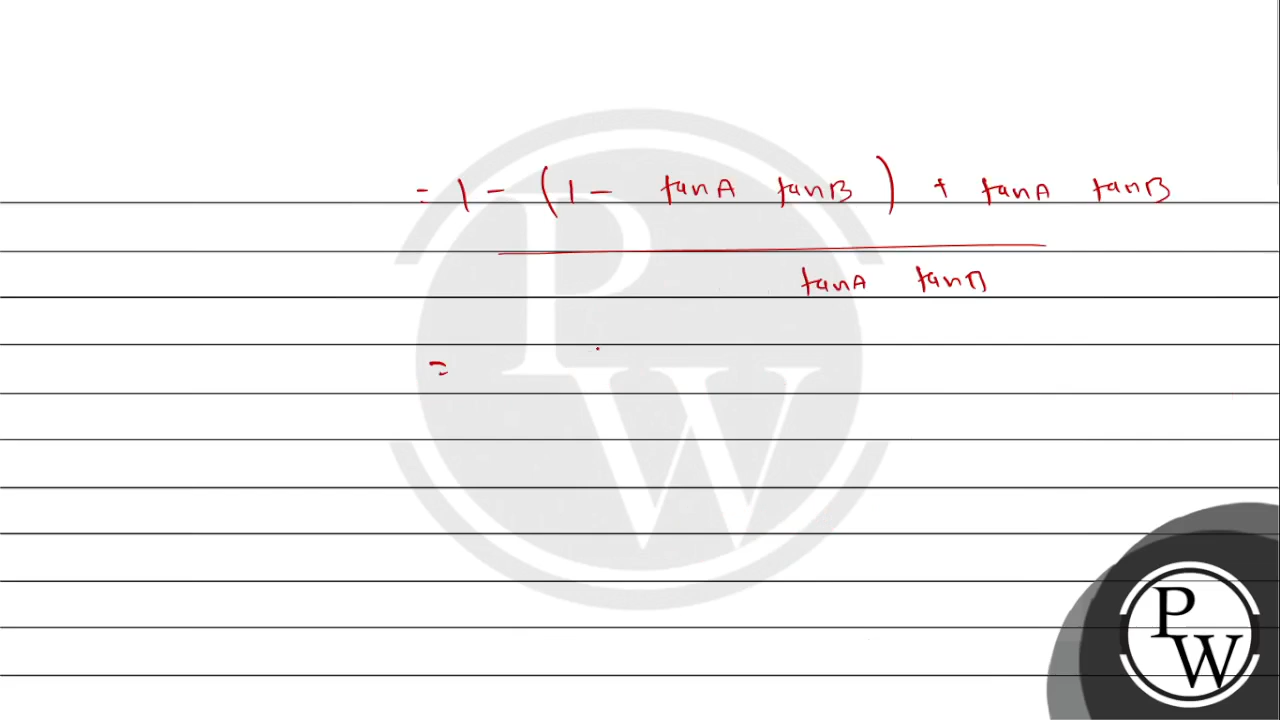 = 1 - (1 - tanA tanB) + tanA tanB
tanA tanB
=
P
W
P
W